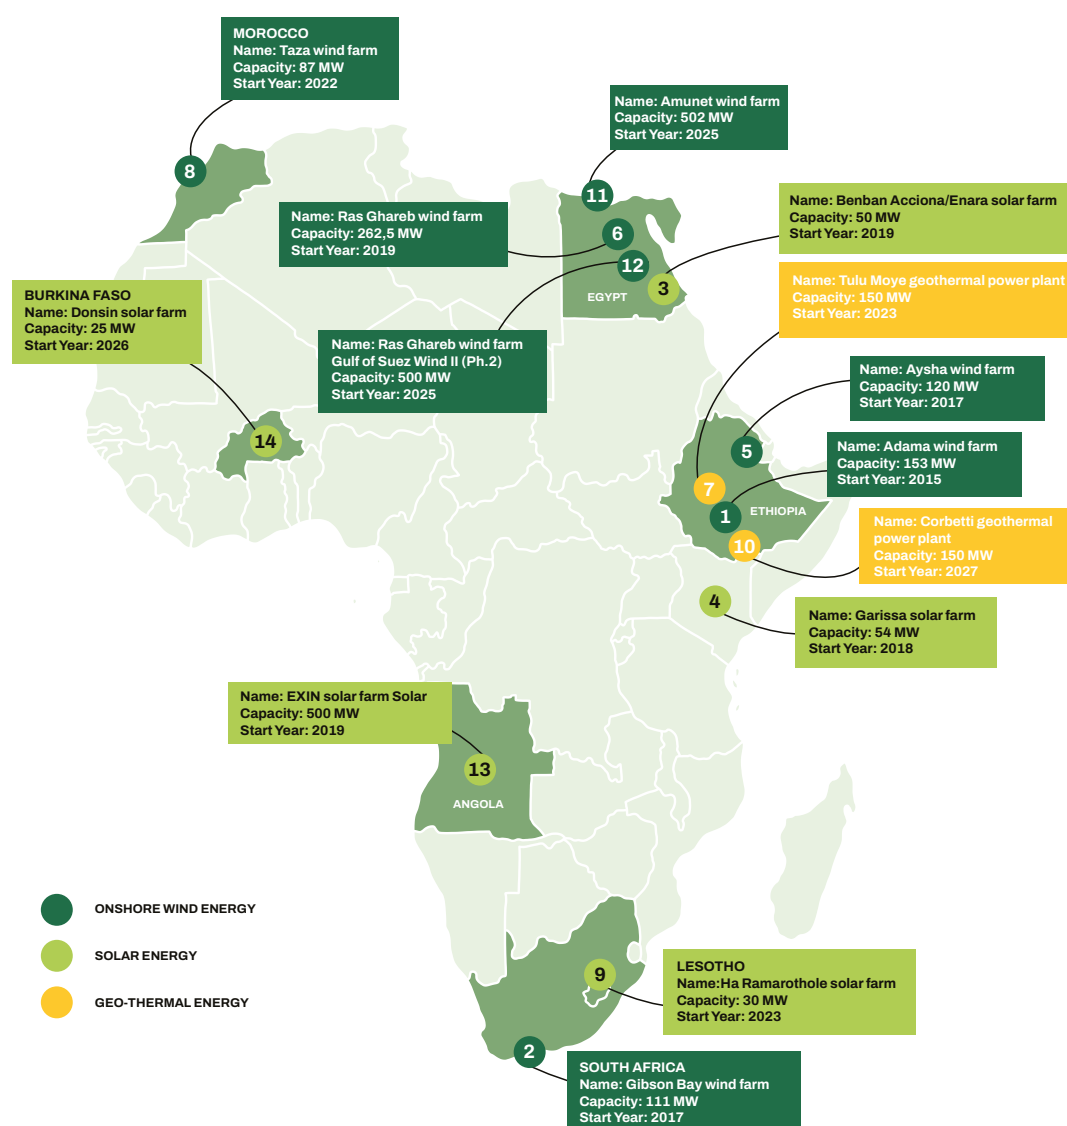 MOROCCO
Name: Taza wind farm
Capacity: 87 MW
Start Year: 2022
Name: Amunet wind farm
Capacity: 502 MW
Start Year: 2025
8
11
Name: Benban Acciona/Enara solar farm
Capacity: 50 MW
Start Year: 2019
Name: Ras Ghareb wind farm
Capacity: 262,5 MW
Start Year: 2019
6
12
3
EGYPT
Name: Tulu Moye geothermal power plant
Capacity: 150 MW
Start Year: 2023
BURKINA FASO
Name: Donsin solar farm
Capacity: 25 MW
Start Year: 2026
Name: Ras Ghareb wind farm
Gulf of Suez Wind II (Ph.2)
Capacity: 500 MW
Start Year: 2025
Name: Aysha wind farm
Capacity: 120 MW
Start Year: 2017
14
5
Name: Adama wind farm
Capacity: 153 MW
Start Year: 2015
7
1
ETHIOPIA
10
Name: Corbetti geothermal
power plant
Capacity: 150 MW
Start Year: 2027
4
Name: Garissa solar farm
Capacity: 54 MW
Start Year: 2018
Name: EXIN solar farm Solar
Capacity: 500 MW
Start Year: 2019
13
ANGOLA
ONSHORE WIND ENERGY
SOLAR ENERGY
GEO-THERMAL ENERGY
9
LESOTHO
Name:Ha Ramarothole solar farm
Capacity: 30 MW
Start Year: 2023
2
SOUTH AFRICA
Name: Gibson Bay wind farm
Capacity: 111 MW
Start Year: 2017